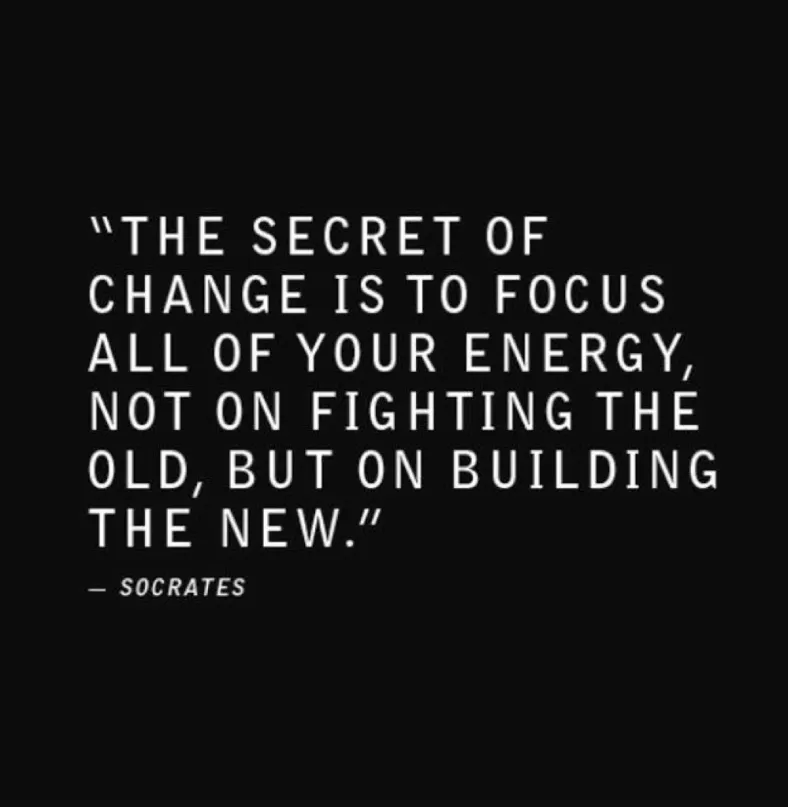 “THE SECRET OF
CHANGE IS TO FOCUS
ALL OF YOUR ENERGY,
NOT ON FIGHTING THE
OLD, BUT ON BUILDING
THE NEW.”
— SOCRATES